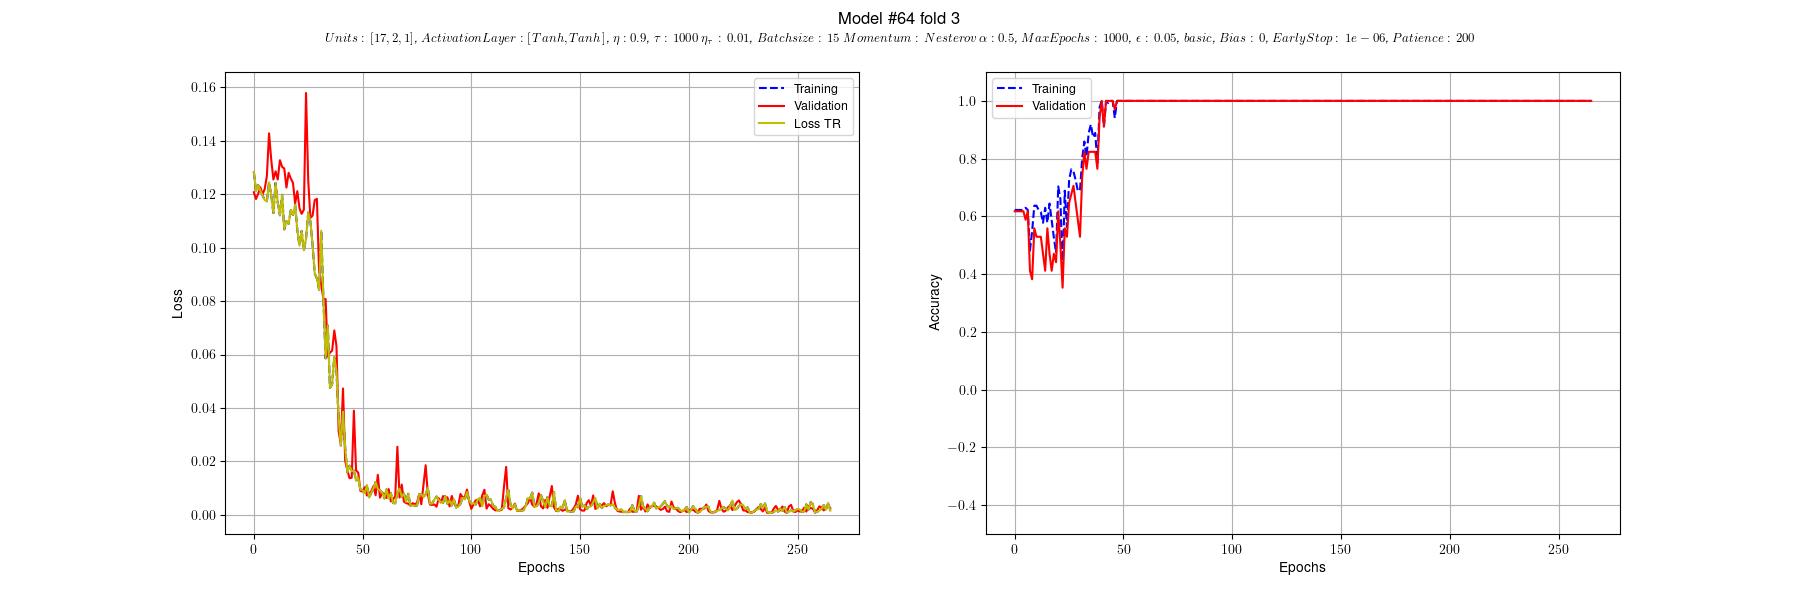 Model #64 fold 3
Units : [17, 2, 1], ActivationLayer : [Tanh, Tanh], η : 0.9, τ : 1000 ητ : 0.01, Batchsize : 15 Momentum : Nesterov α : 0.5, MaxEpochs : 1000, ϵ : 0.05, basic, Bias : 0, EarlyStop : 1e − 06, Patience : 200
Loss
0.16
0.14
0.12
0.10
0.08
0.06
0.04
0.02
0.00
Training
Validation
Loss TR
0
50
100
150
200
250
Epochs
Accuracy
1.0
0.8
0.6
0.4
0.2
0.0
−0.2
−0.4
Training
Validation
0
50
100
150
200
250
Epochs